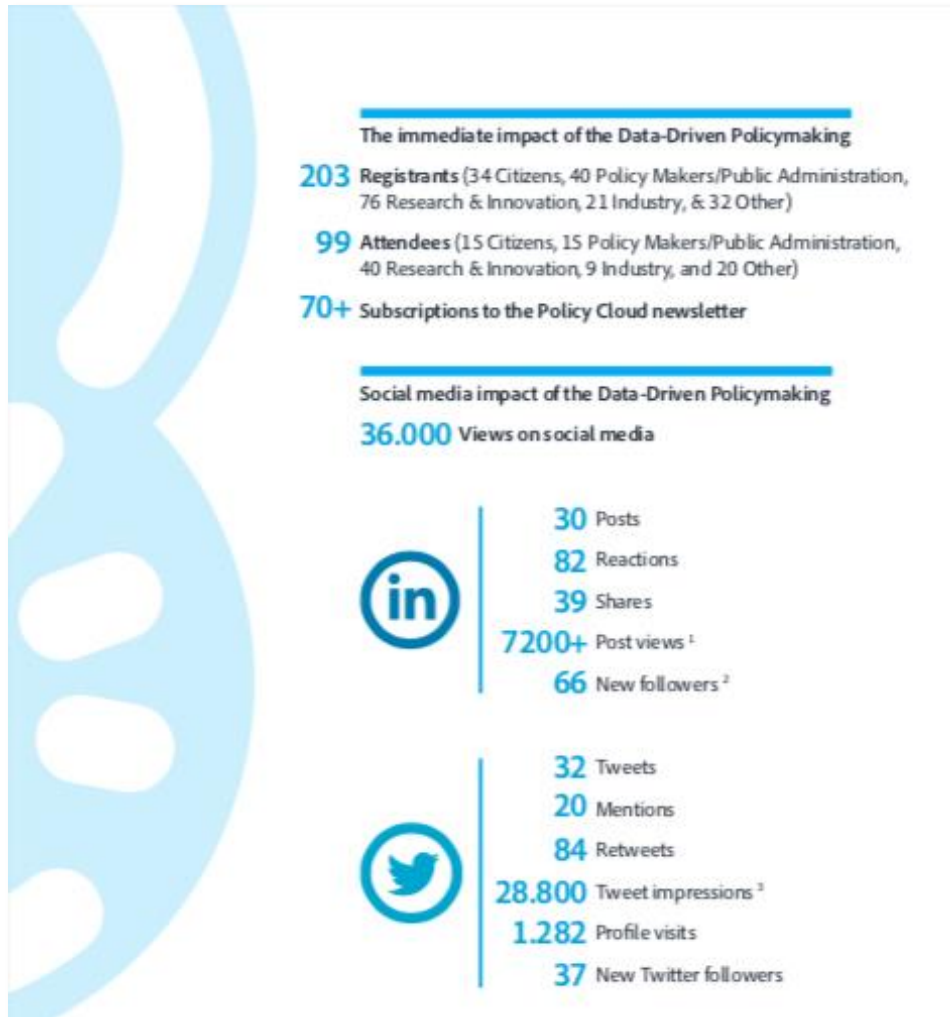 The immediate impact of the Data-Driven Policymaking
203 Registrants (34 Citizens, 40 Policy Makers/Public Administration,
76 Research & Innovation, 21 Industry, & 32 Other)
99 Attendees (15 Citizens, 15 Policy Makers/Public Administration,
40 Research & Innovation, 9 Industry, and 20 Other)
70+ Subscriptions to the Policy Cloud newsletter
Social media impact of the Data-Driven Policymaking
36.000 Views on social media
in
30 Posts
82 Reactions
39 Shares
7200+ Post views ¹
66 New followers ²
32 Tweets
20 Mentions
84 Retweets
28.800 Tweet impressions ³
1.282 Profile visits
37 New Twitter followers